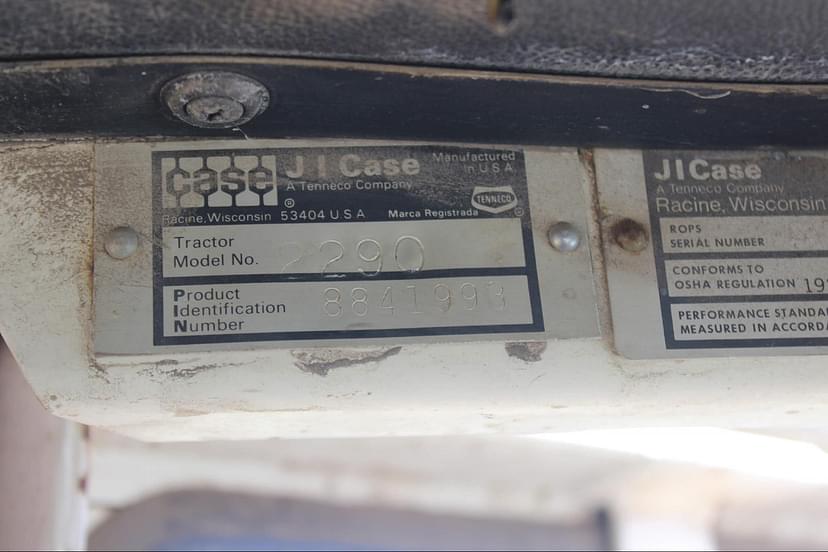 case J I Case Manufactured in U S A
A Tenneco Company
® TENNECO
Racine, Wisconsin 53404 U S A Marca Registrada ®
Tractor
Model No. 2290
Product
Identification 8841993
Number
J I Case
A Tenneco Company
Racine, Wisconsin
ROPS
SERIAL NUMBER
CONFORMS TO
OSHA REGULATION 19
PERFORMANCE STANDA
MEASURED IN ACCORDA